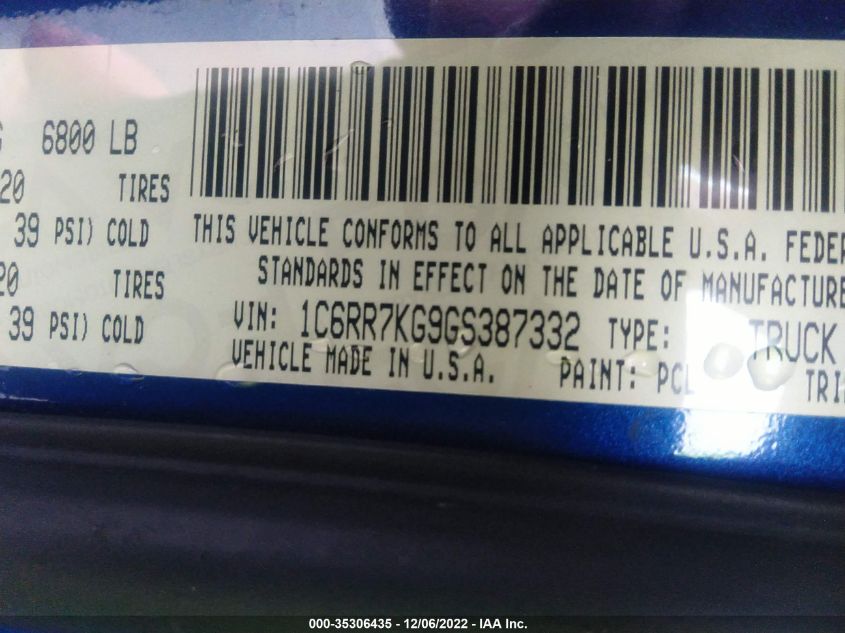 G 6800 LB
20 TIRES
39 PSI) COLD
20 TIRES
39 PSI) COLD
THIS VEHICLE CONFORMS TO ALL APPLICABLE U.S.A. FEDER
STANDARDS IN EFFECT ON THE DATE OF MANUFACTURE
VIN: 1C6RR7KG9GS387332 TYPE: TRUCK
VEHICLE MADE IN U.S.A. PAINT: PCL TRI
000-35306435 - 12/06/2022 - IAA Inc.